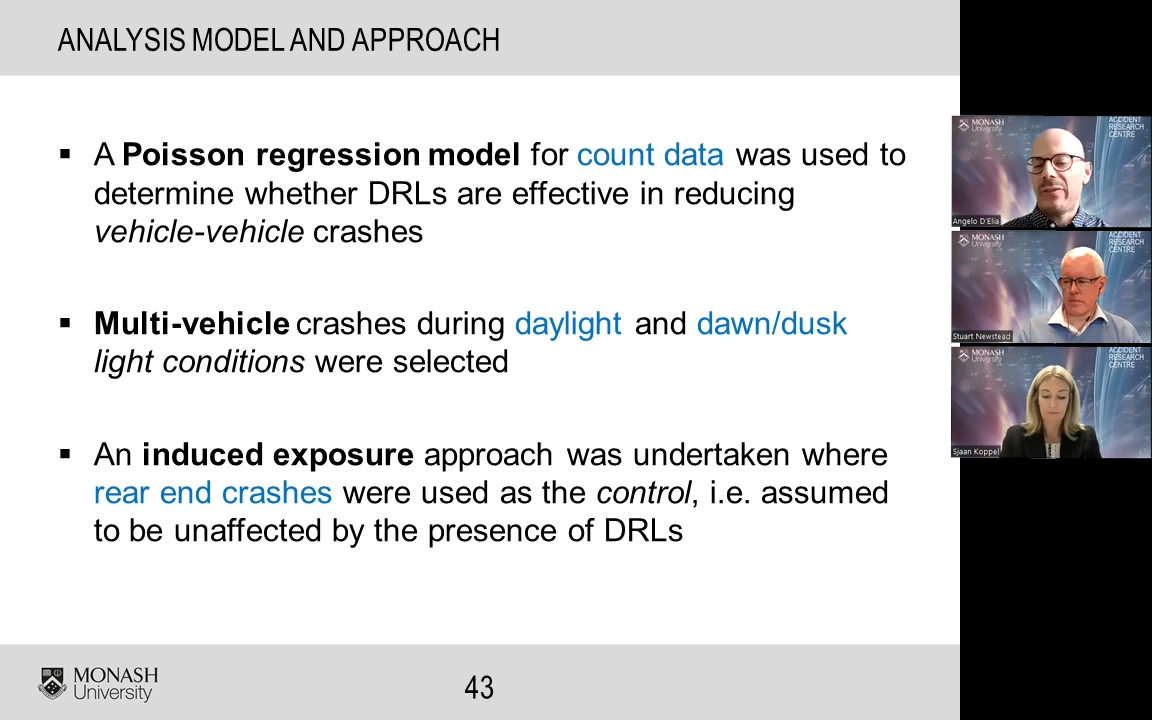 ANALYSIS MODEL AND APPROACH
▪ A Poisson regression model for count data was used to
determine whether DRLs are effective in reducing
vehicle-vehicle crashes
▪ Multi-vehicle crashes during daylight and dawn/dusk
light conditions were selected
▪ An induced exposure approach was undertaken where
rear end crashes were used as the control, i.e. assumed
to be unaffected by the presence of DRLs
MONASH
University
43
MONASH
University
ACCIDENT
RESEARCH
CENTRE
Angelo D'Elia
MONASH
University
ACCIDENT
RESEARCH
CENTRE
Stuart Newstead
MONASH
University
ACCIDENT
RESEARCH
CENTRE
Sjaan Koppel